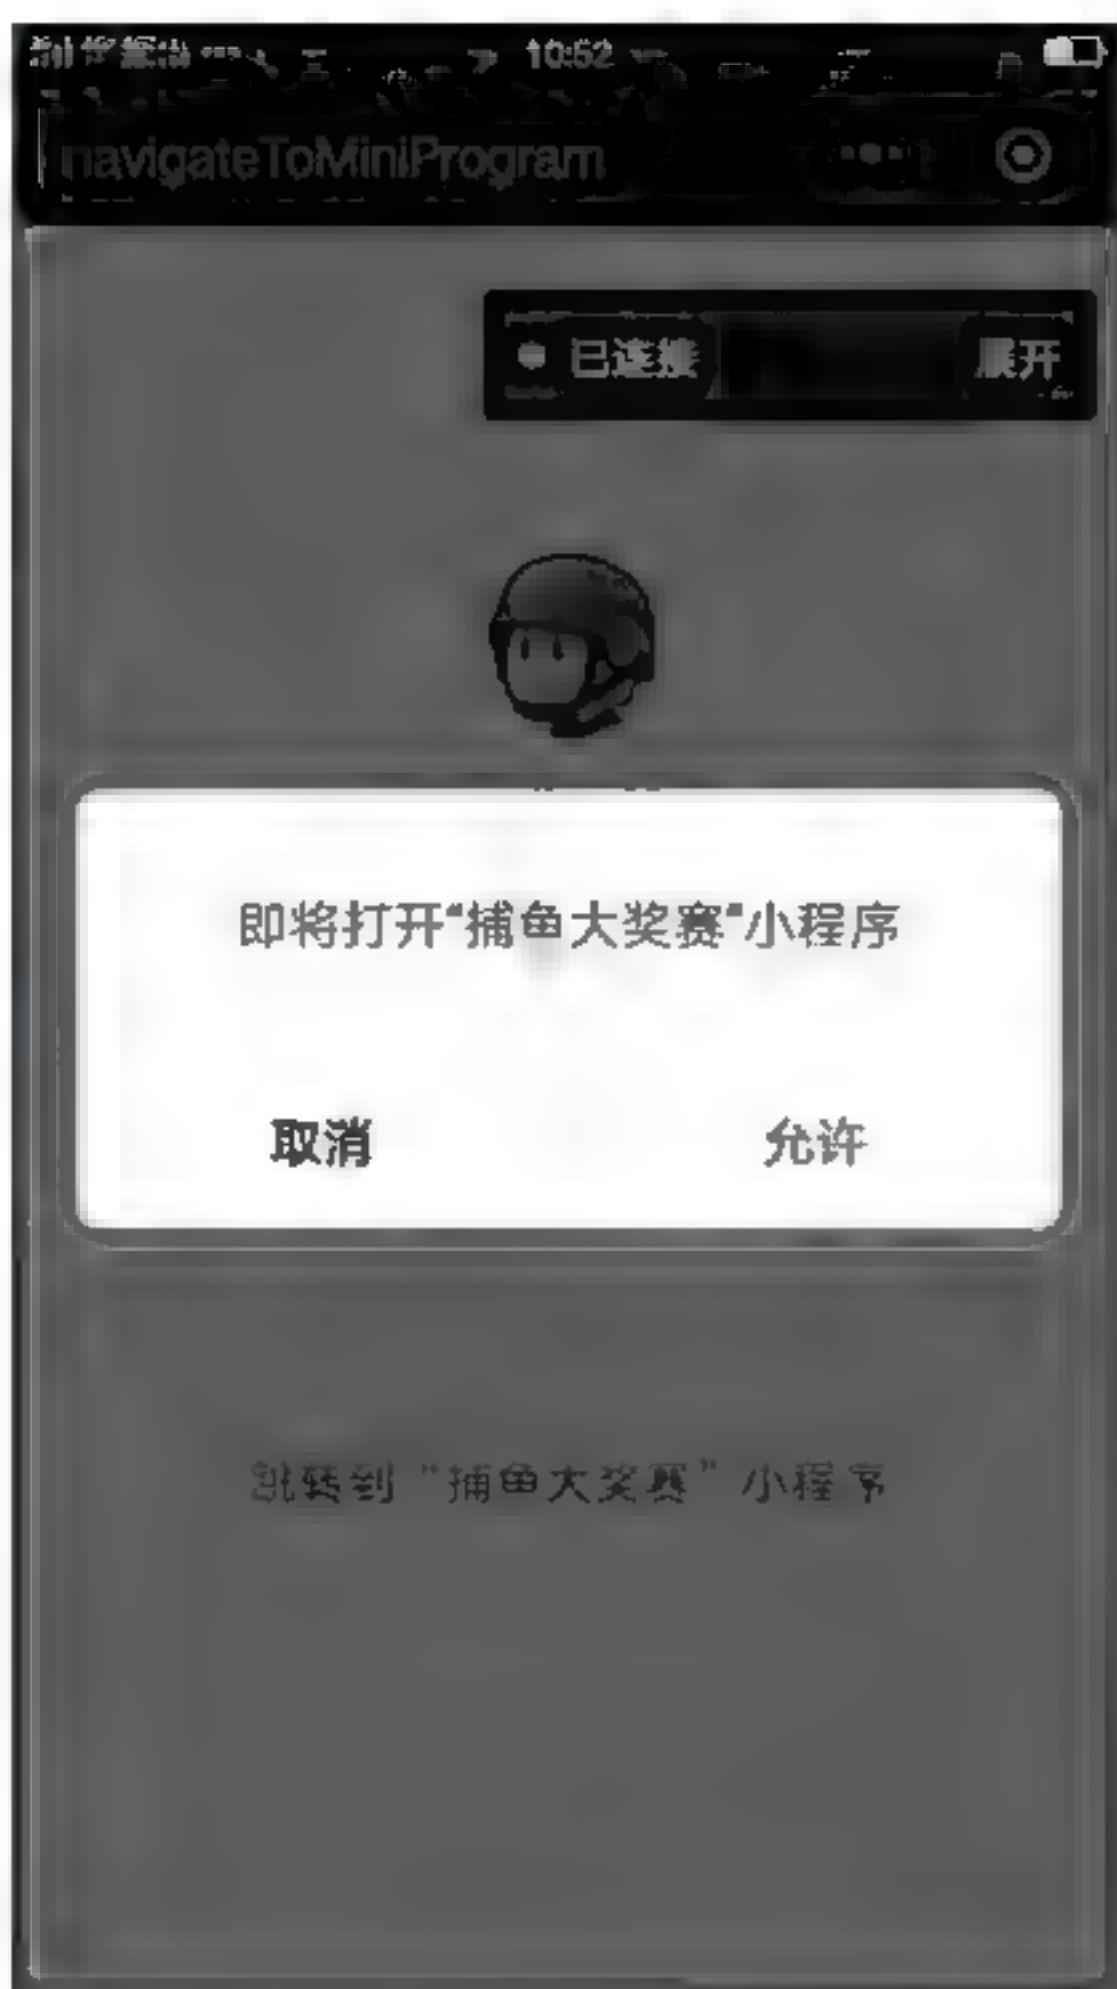 10:52
navigateToMiniProgram
已连接 展开
即将打开“捕鱼大奖赛”小程序
取消 允许
跳转到 “捕鱼大奖赛” 小程序